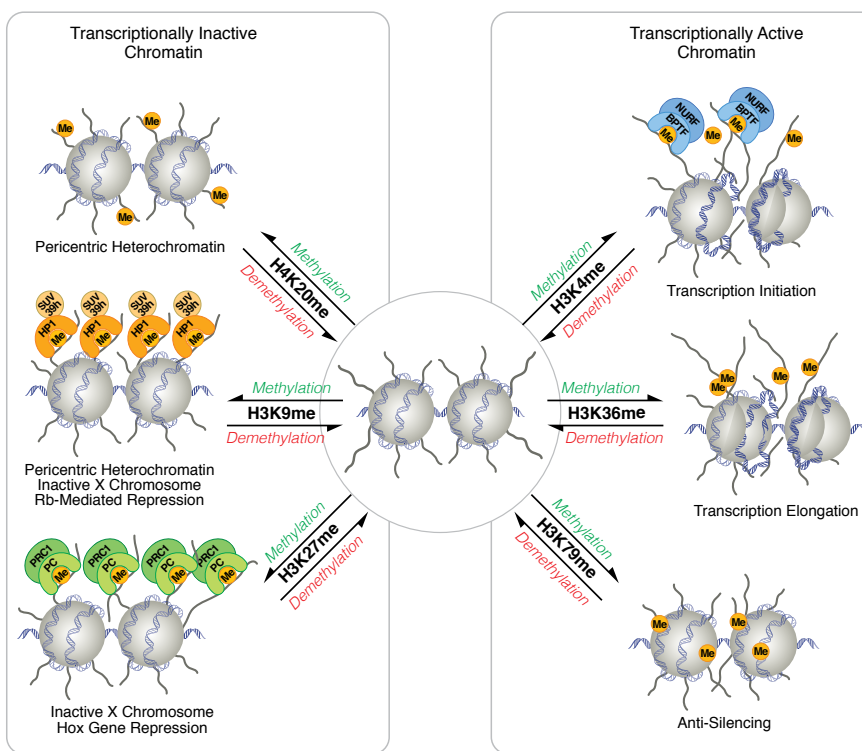 Transcriptionally Inactive
Chromatin
Me
Me
Me
Me
Pericentric Heterochromatin
Methylation
H4K20me
Demethylation
SUV
39h
SUV
39h
SUV
39h
SUV
39h
HP1
Me
HP1
Me
HP1
Me
HP1
Me
Methylation
H3K9me
Demethylation
Pericentric Heterochromatin
Inactive X Chromosome
Rb-Mediated Repression
PRC1
PC
Me
PRC1
PC
Me
PRC1
PC
Me
PRC1
PC
Me
Methylation
H3K27me
Demethylation
Inactive X Chromosome
Hox Gene Repression
Transcriptionally Active
Chromatin
NURF
BPTF
Me
NURF
BPTF
Me
Me
Me
Methylation
H3K4me
Demethylation
Transcription Initiation
Me
Me
Me
Me
Methylation
H3K36me
Demethylation
Transcription Elongation
Methylation
H3K79me
Demethylation
Me
Me
Me
Me
Anti-Silencing